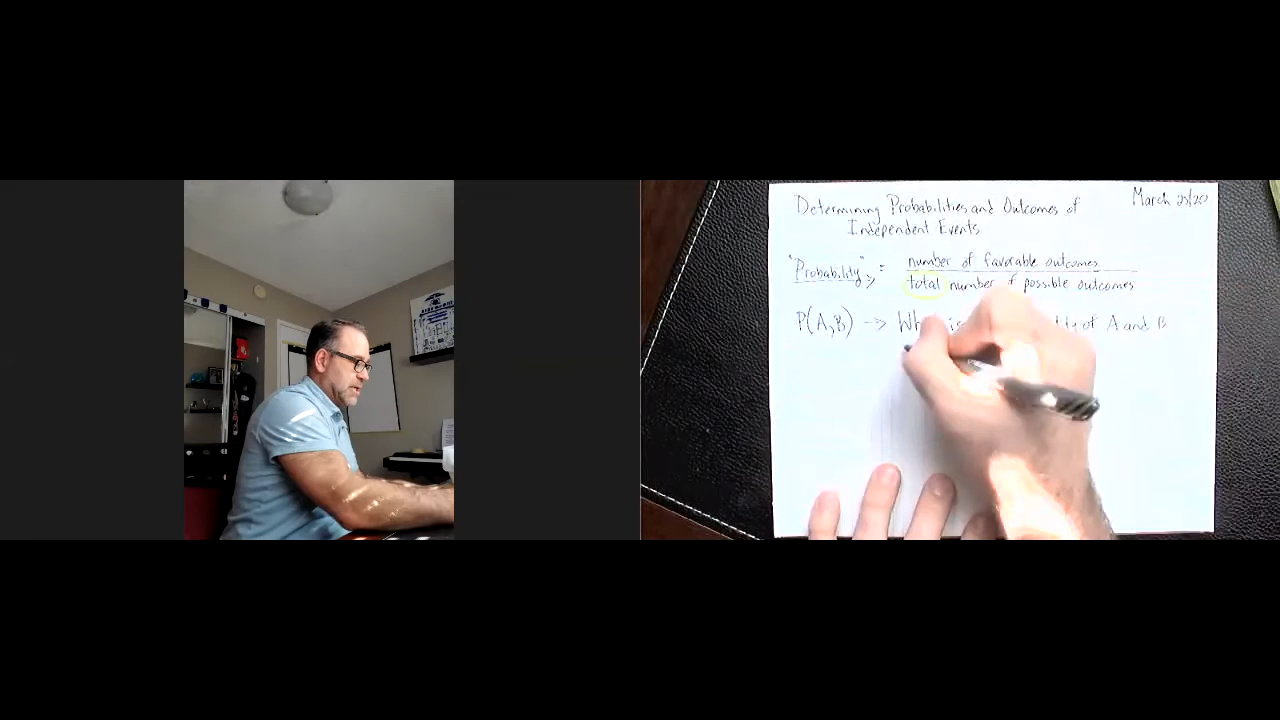 Determining Probabilities and Outcomes of March 25/20
Independent Events
"Probability" = number of favorable outcomes
total number of possible outcomes
P(A,B) → of A and B